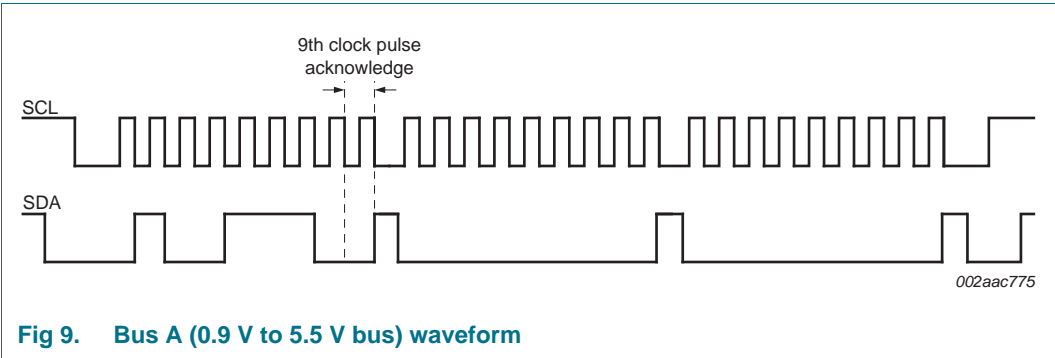 9th clock pulse
acknowledge
SCL
SDA
002aac775
Fig 9. Bus A (0.9 V to 5.5 V bus) waveform